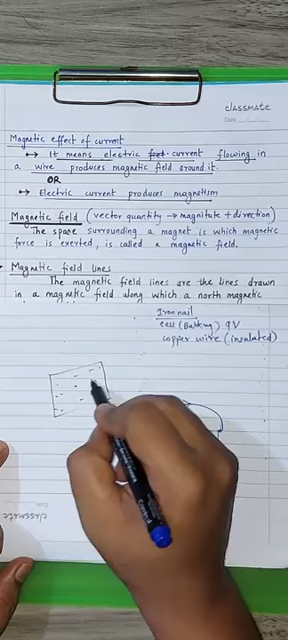 classmate
Date
Magnetic effect of current
↦ It means electric current flowing in
a wire produces magnetic field around it.
OR
↦ Electric current produces magnetism
Magnetic field (vector quantity → magnitude + direction)
The space surrounding a magnet is which magnetic
force is exerted, is called a magnetic field.
Magnetic field lines
The magnetic field lines are the lines drawn
in a magnetic field along which a north magnetic
Iron nail
cell (Battery) 9V
copper wire (insulated)
classmate